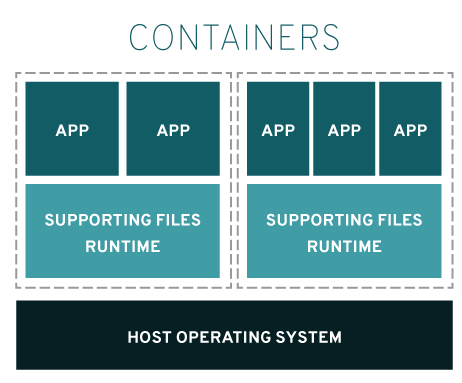 CONTAINERS
APP
APP
APP
APP
APP
SUPPORTING FILES
RUNTIME
SUPPORTING FILES
RUNTIME
HOST OPERATING SYSTEM